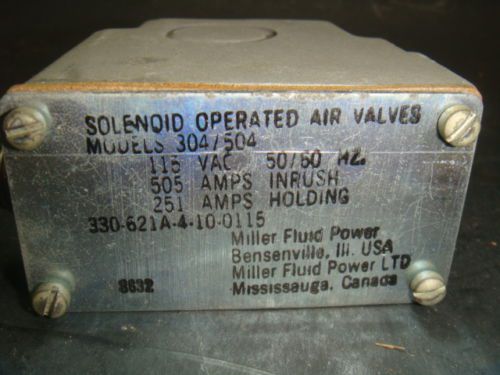 SOLENOID OPERATED AIR VALVES
MODELS 304/504
115 VAC 50/60 HZ.
505 AMPS INRUSH
251 AMPS HOLDING
330-621A-4-10-0115
Miller Fluid Power
Bensenville, Ill. USA
Miller Fluid Power LTD
8632 Mississauga, Canada